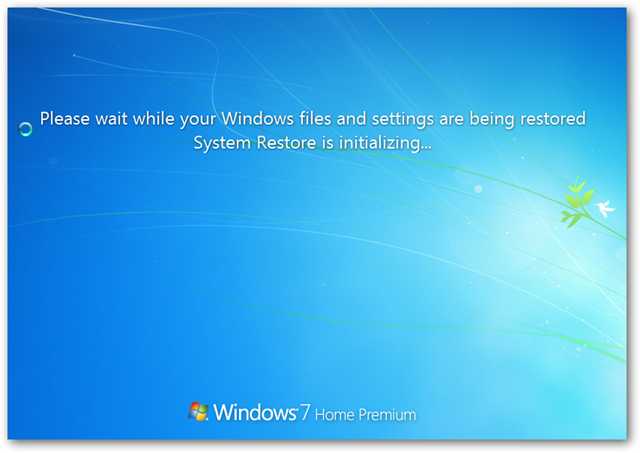 Please wait while your Windows files and settings are being restored
System Restore is initializing...
Windows 7 Home Premium